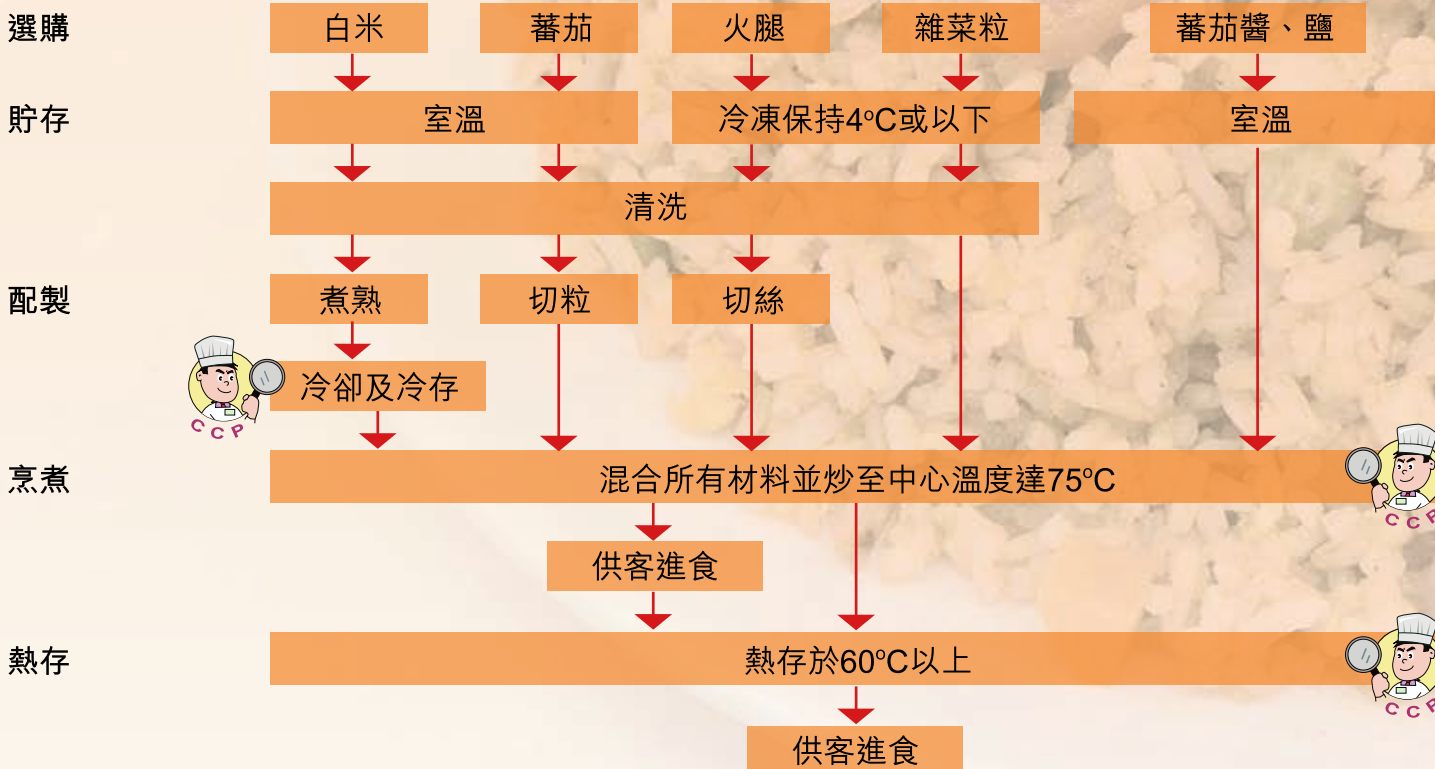 選購
白米
蕃茄
火腿
雜菜粒
蕃茄醬、鹽
貯存
室溫
冷凍保持4°C或以下
室溫
清洗
配製
煮熟
切粒
切絲
冷卻及冷存
CCP
烹煮
混合所有材料並炒至中心溫度達75°C
CCP
供客進食
熱存
熱存於60°C以上
CCP
供客進食